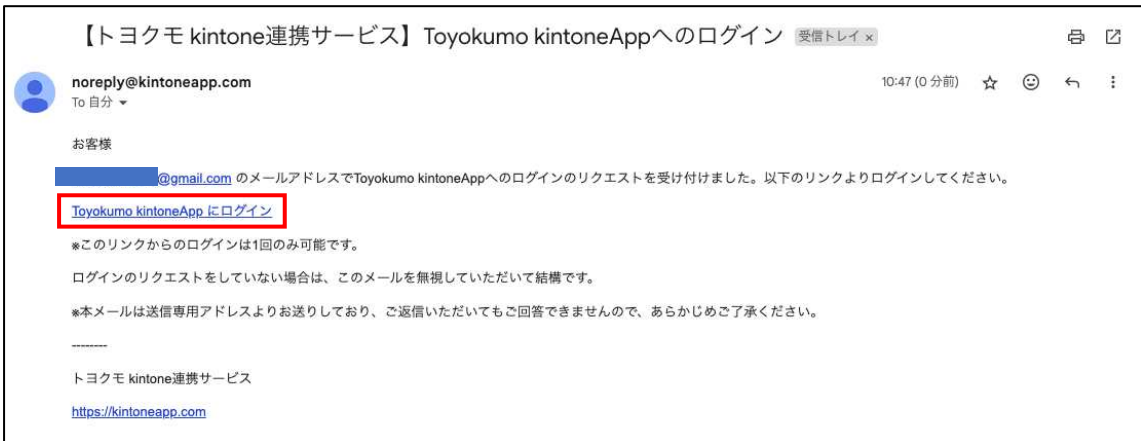 【トヨクモ kintone連携サービス】Toyokumo kintoneAppへのログイン 受信トレイ ×
noreply@kintoneapp.com 10:47 (0 分前)
To 自分
お客様
@gmail.com のメールアドレスでToyokumo kintoneAppへのログインのリクエストを受け付けました。以下のリンクよりログインしてください。
Toyokumo kintoneApp にログイン
※このリンクからのログインは1回のみ可能です。
ログインのリクエストをしていない場合は、このメールを無視していただいて結構です。
※本メールは送信専用アドレスよりお送りしており、ご返信いただいてもご回答できませんので、あらかじめご了承ください。
--------
トヨクモ kintone連携サービス
https://kintoneapp.com